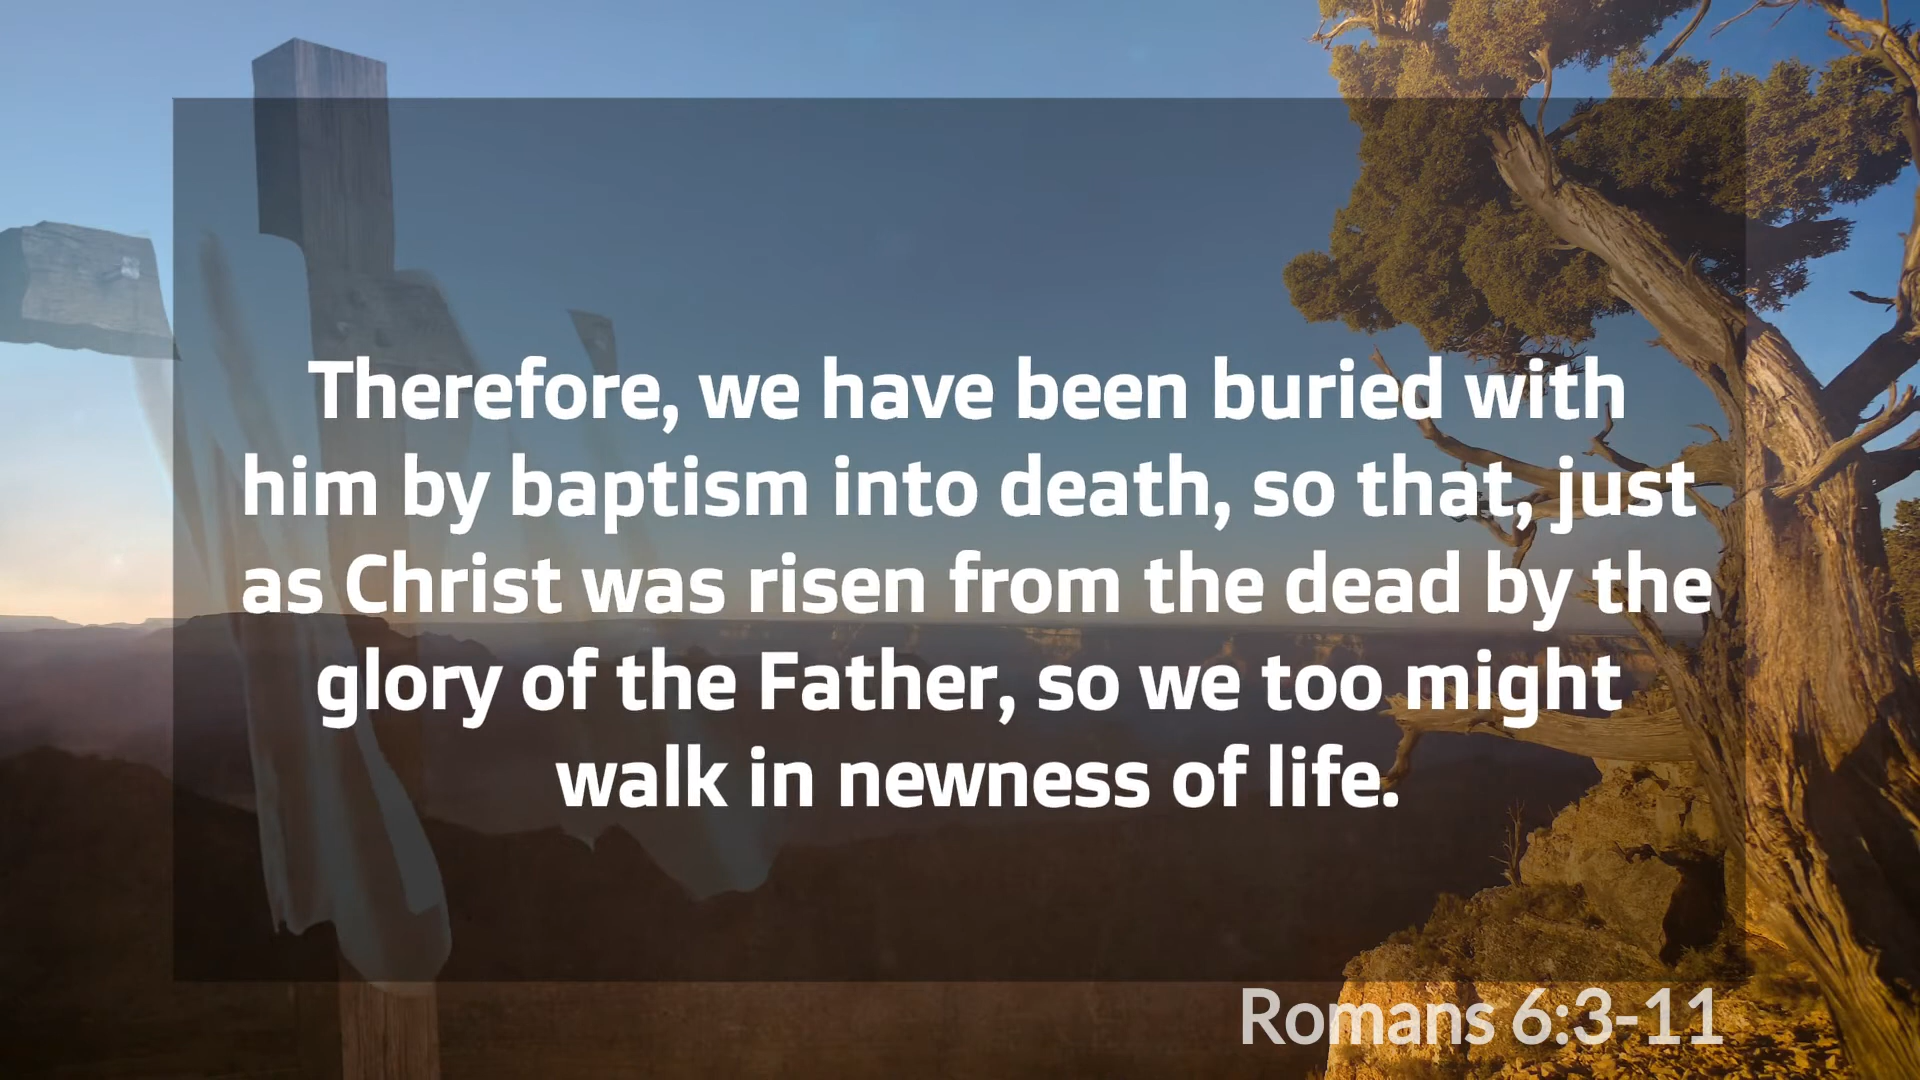 Therefore, we have been buried with
him by baptism into death, so that, just
as Christ was risen from the dead by the
glory of the Father, so we too might
walk in newness of life.
Romans 6:3-11